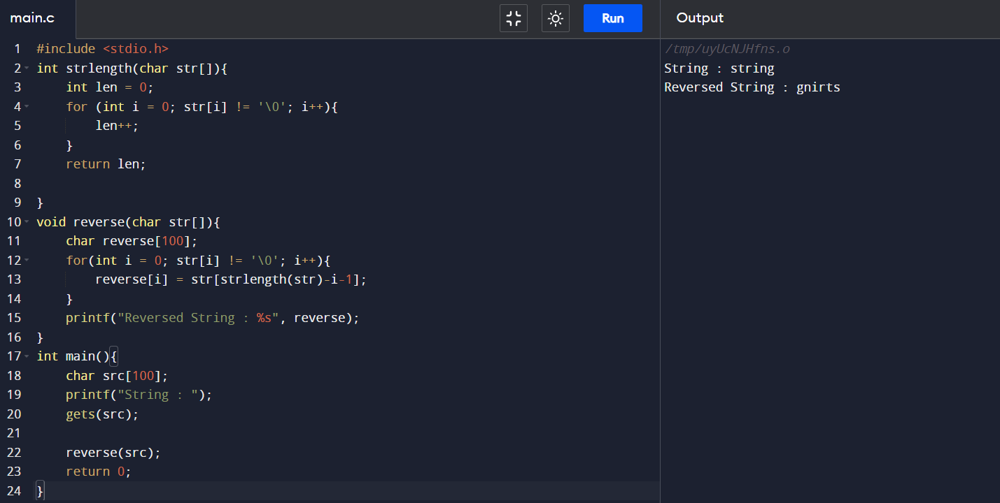 main.c
Run
Output
1 #include <stdio.h>
2 int strlength(char str[]){
3     int len = 0;
4     for (int i = 0; str[i] != '\0'; i++){
5         len++;
6     }
7     return len;
8
9 }
10 void reverse(char str[]){
11     char reverse[100];
12     for(int i = 0; str[i] != '\0'; i++){
13         reverse[i] = str[strlength(str)-i-1];
14     }
15     printf("Reversed String : %s", reverse);
16 }
17 int main(){
18     char src[100];
19     printf("String : ");
20     gets(src);
21
22     reverse(src);
23     return 0;
24 }
/tmp/uyUcNJHfns.o
String : string
Reversed String : gnirts